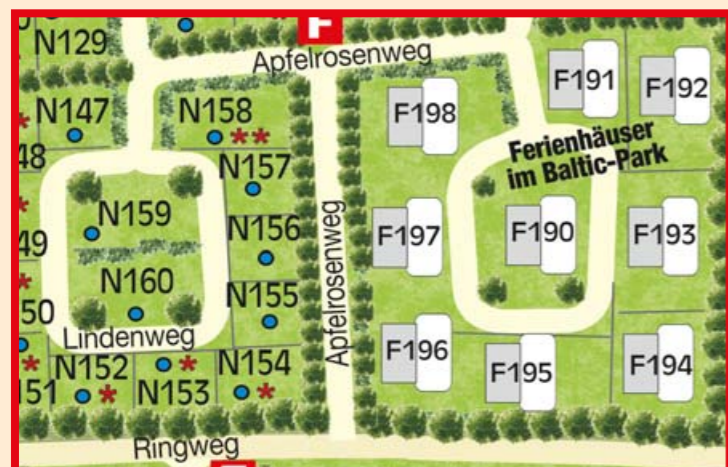 F
N129
Apfelrosenweg
F191
F192
N147
N158
**
F198
Ferienhäuser
im Baltic-Park
48
N157
N159
N156
F197
F190
F193
49
N160
N155
Apfelrosenweg
50
Lindenweg
F196
F195
F194
N152
*
*
N153
N154
*
*
151
Ringweg